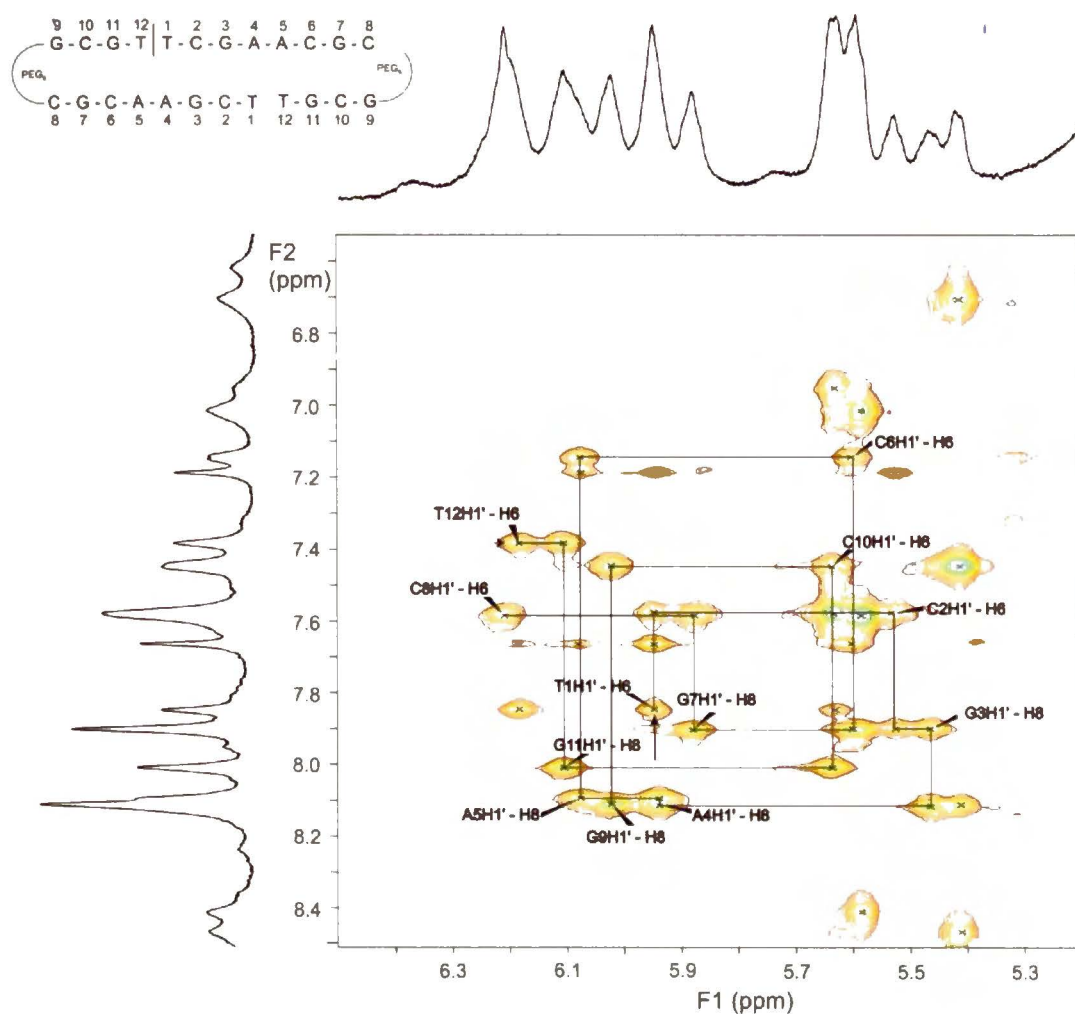 9 10 11 12 1 2 3 4 5 6 7 8
G-C-G-T T-C-G-A-A-C-G-C
PEG₆ PEG₆
C-G-C-A-A-G-C-T T-G-C-G
8 7 6 5 4 3 2 1 12 11 10 9
F2
(ppm)
6.8
7.0
C6H1' - H6
7.2
T12H1' - H6
7.4
C10H1' - H6
C8H1' - H6
C2H1' - H6
7.6
T1H1' - H6
7.8
G7H1' - H8
G3H1' - H8
G11H1' - H8
8.0
A5H1' - H8
A4H1' - H8
G9H1' - H8
8.2
8.4
6.3 6.1 5.9 5.7 5.5 5.3
F1 (ppm)